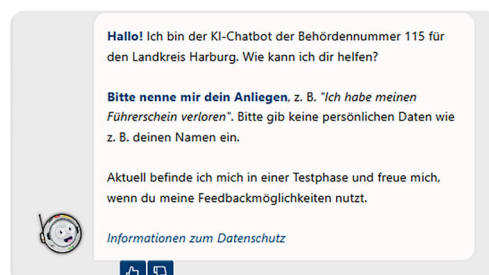 Hallo! Ich bin der KI-Chatbot der Behördennummer 115 für
den Landkreis Harburg. Wie kann ich dir helfen?
Bitte nenne mir dein Anliegen, z. B. "Ich habe meinen
Führerschein verloren". Bitte gib keine persönlichen Daten wie
z. B. deinen Namen ein.
Aktuell befinde ich mich in einer Testphase und freue mich,
wenn du meine Feedbackmöglichkeiten nutzt.
Informationen zum Datenschutz